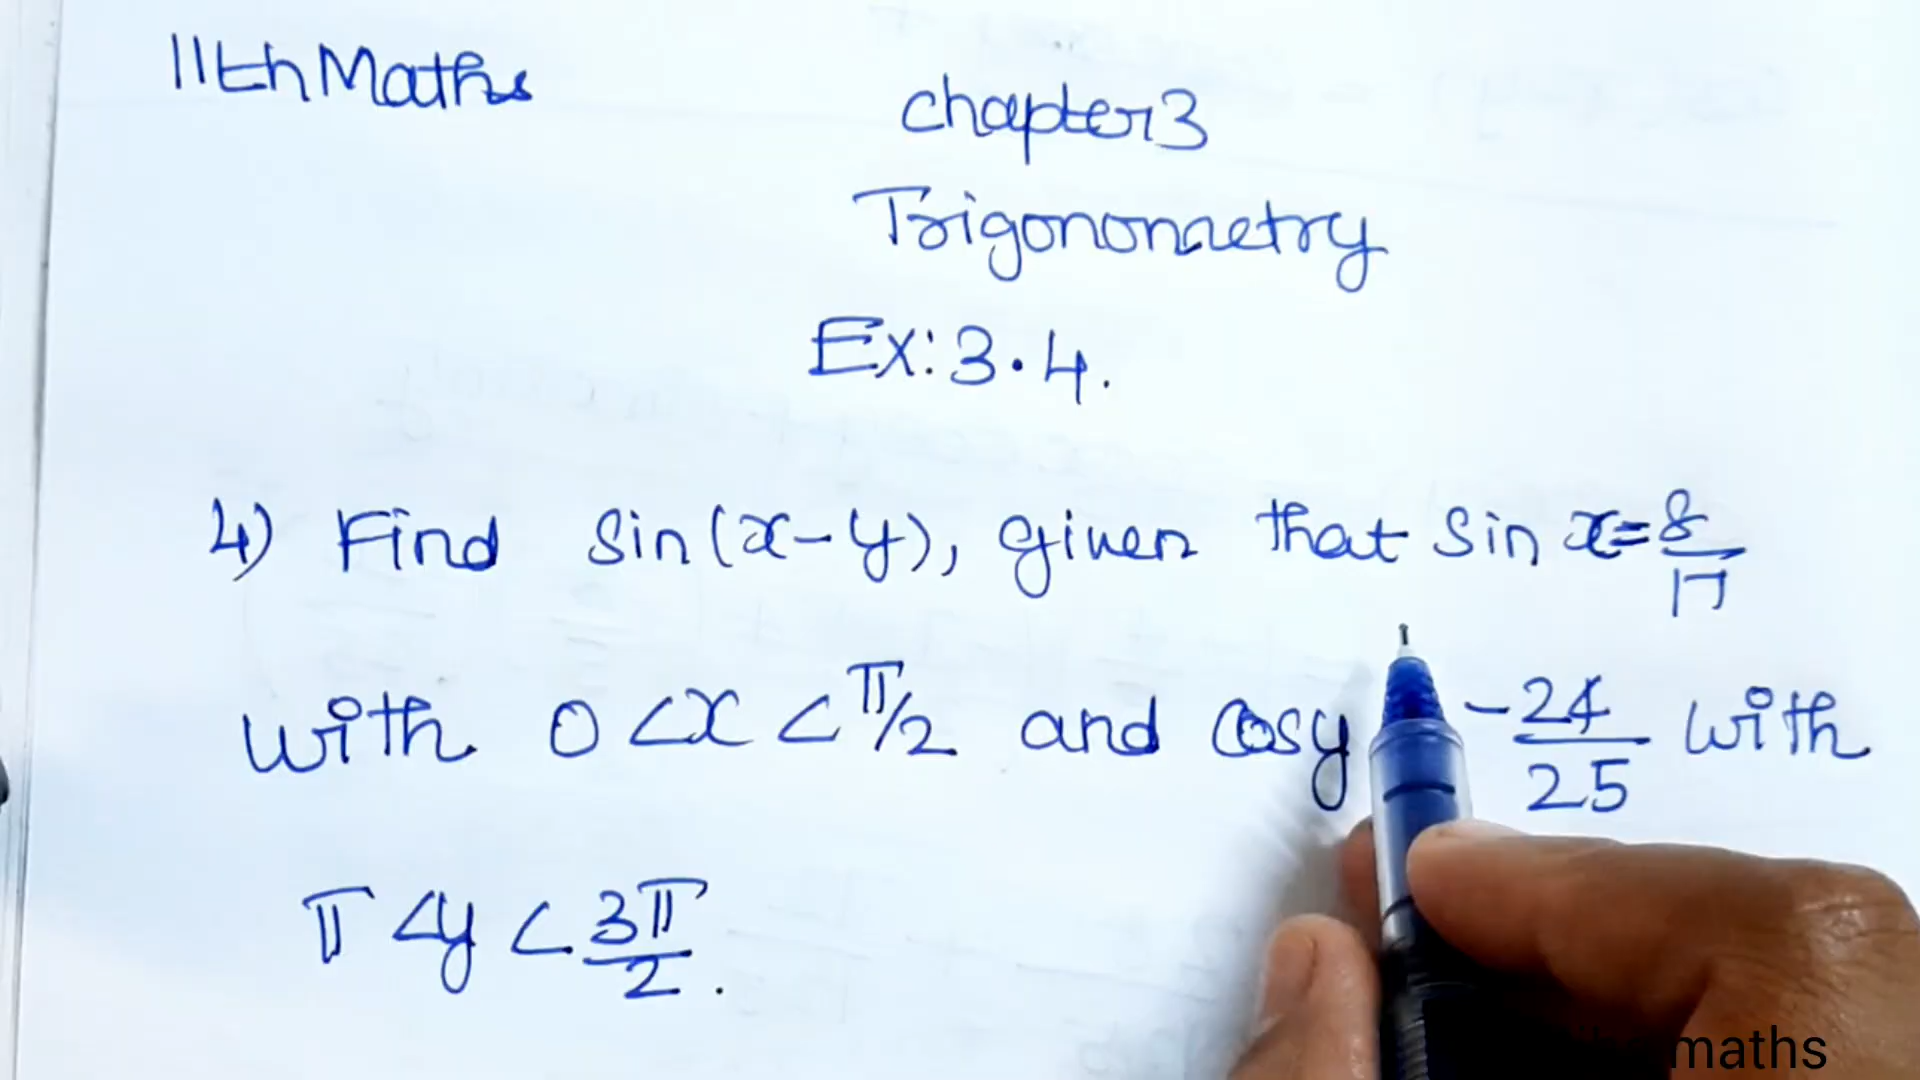 11th Maths
Chapter 3
Trigonometry
Ex: 3.4.
4) Find Sin(x-y), given that Sin x = 8/17
with 0 < x < π/2 and Cosy -24/25 with
π < y < 3π/2.
maths